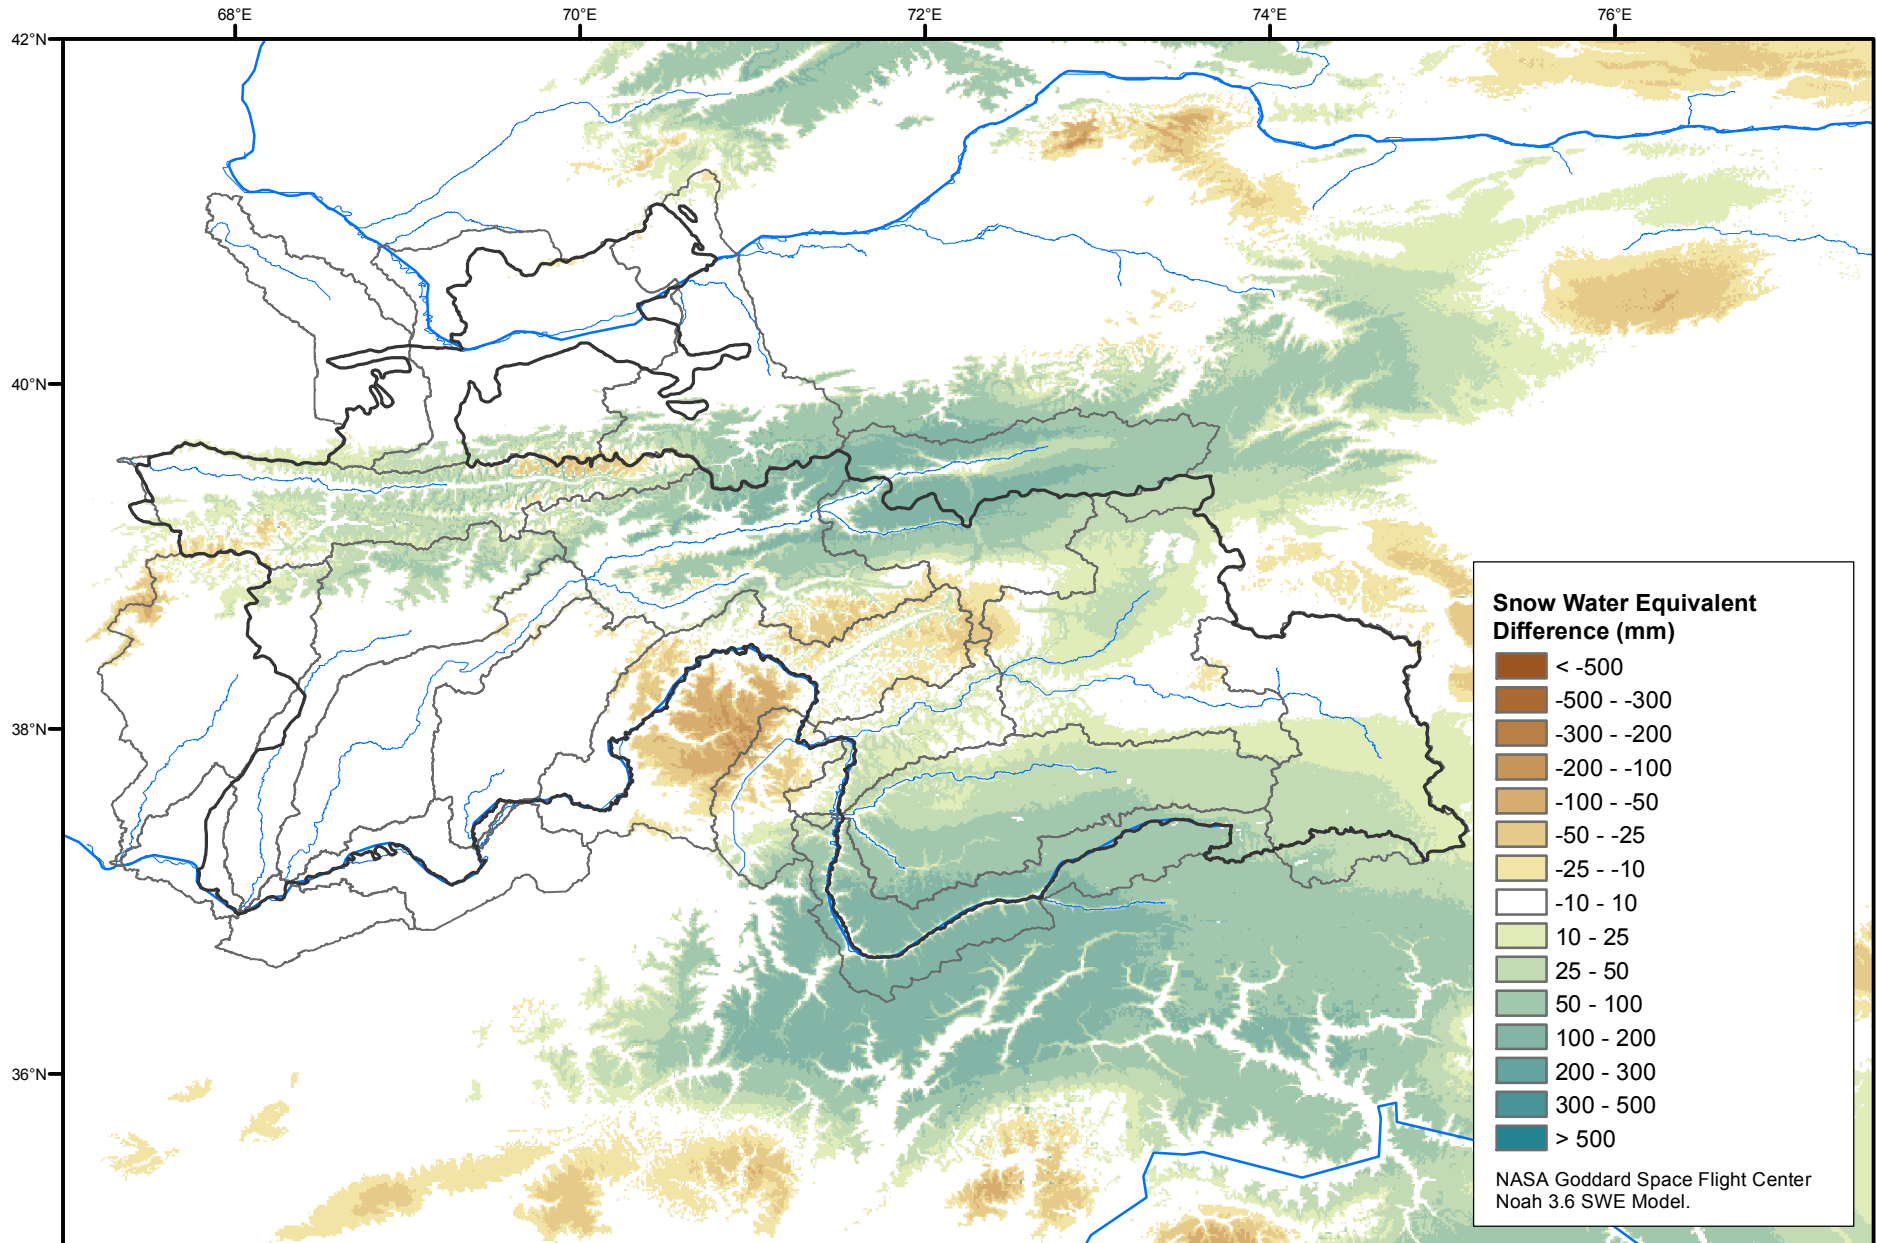 68°E
70°E
72°E
74°E
76°E
42°N
40°N
38°N
36°N
Snow Water Equivalent
Difference (mm)
< -500
-500 - -300
-300 - -200
-200 - -100
-100 - -50
-50 - -25
-25 - -10
-10 - 10
10 - 25
25 - 50
50 - 100
100 - 200
200 - 300
300 - 500
> 500
NASA Goddard Space Flight Center
Noah 3.6 SWE Model.